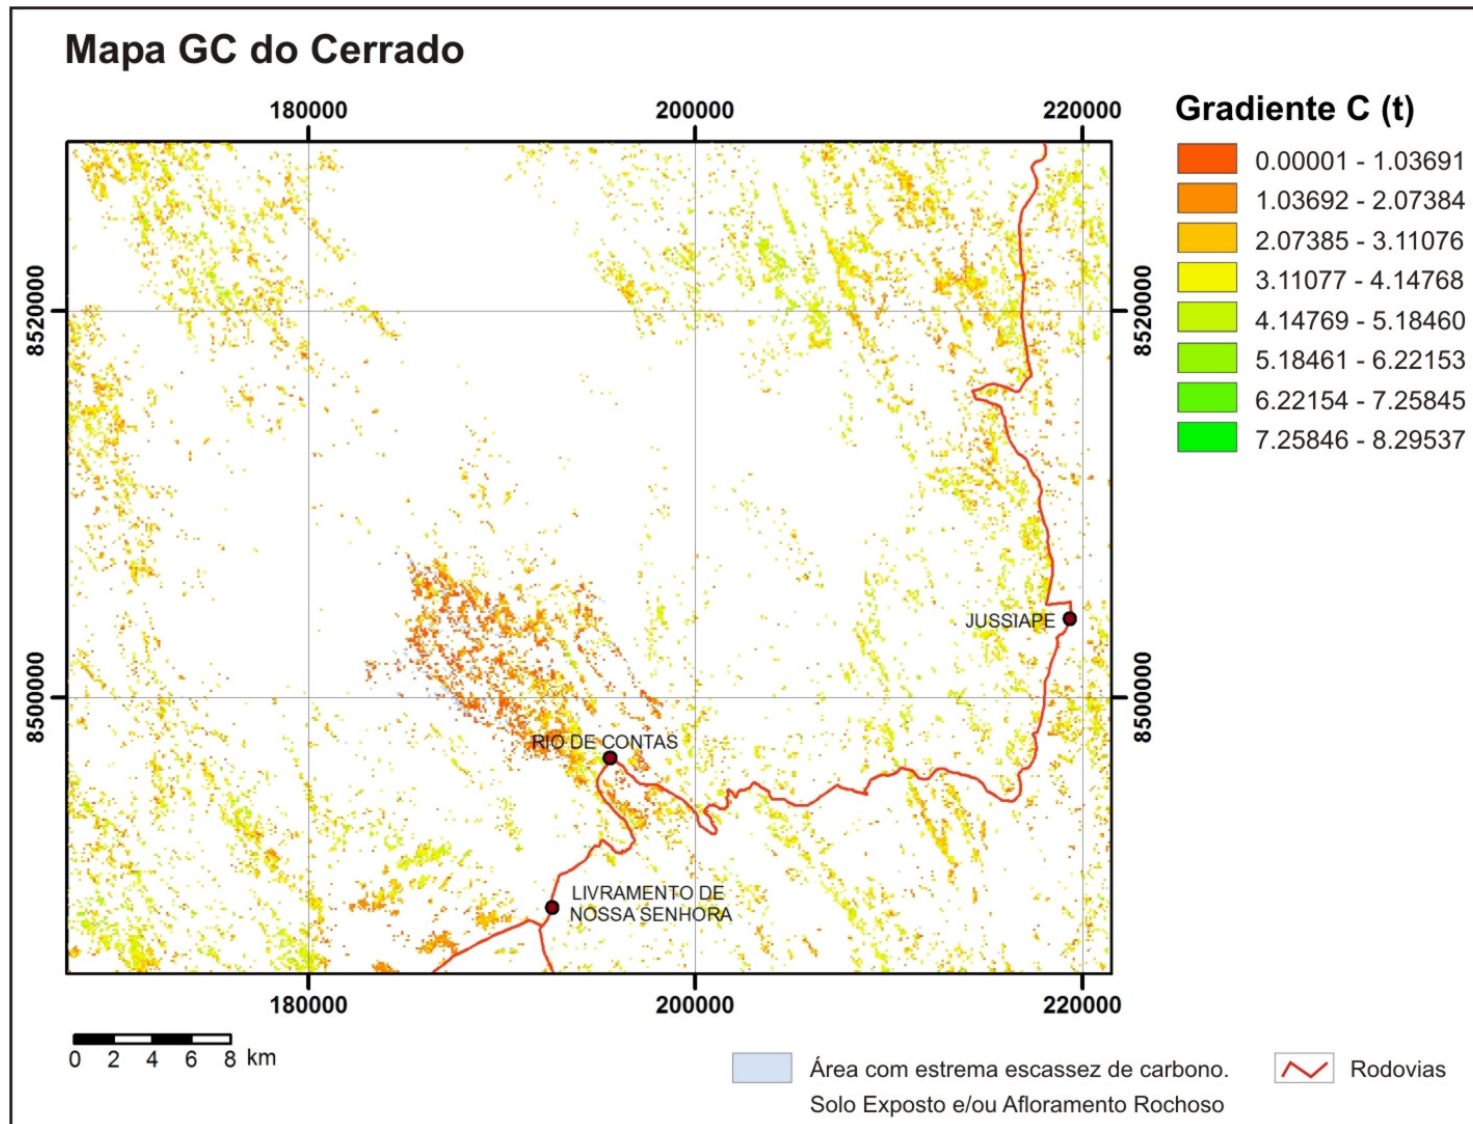 Mapa GC do Cerrado
180000 200000 220000
Gradiente C (t)
0.00001 - 1.03691
1.03692 - 2.07384
2.07385 - 3.11076
3.11077 - 4.14768
4.14769 - 5.18460
5.18461 - 6.22153
6.22154 - 7.25845
7.25846 - 8.29537
8520000 8520000
JUSSIAPE
8500000 8500000
RIO DE CONTAS
LIVRAMENTO DE
NOSSA SENHORA
180000 200000 220000
0 2 4 6 8 km
Área com estrema escassez de carbono.
Solo Exposto e/ou Afloramento Rochoso
Rodovias